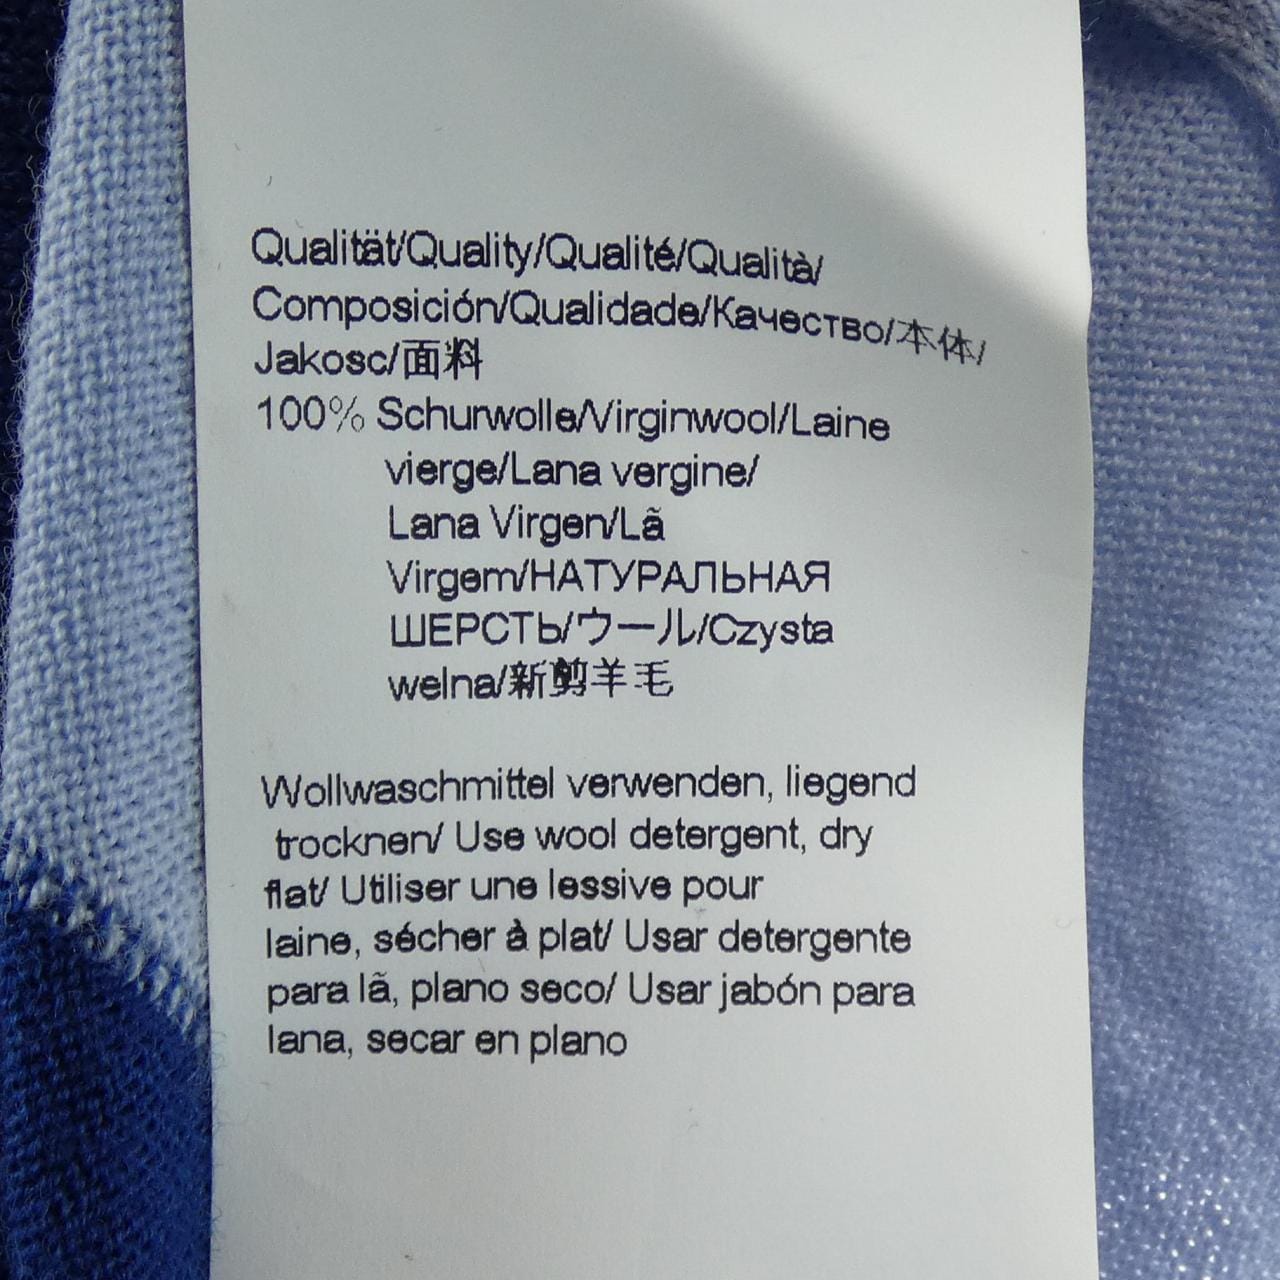 Qualität/Quality/Qualité/Qualità/
Composición/Qualidade/Качество/本体/
Jakosc/面料
100% Schurwolle/Virginwool/Laine
vierge/Lana vergine/
Lana Virgen/Lã
Virgem/НАТУРАЛЬНАЯ
ШЕРСТЬ/ウール/Czysta
welna/新剪羊毛
Wollwaschmittel verwenden, liegend
trocknen/ Use wool detergent, dry
flat/ Utiliser une lessive pour
laine, sécher à plat/ Usar detergente
para lã, plano seco/ Usar jabón para
lana, secar en plano